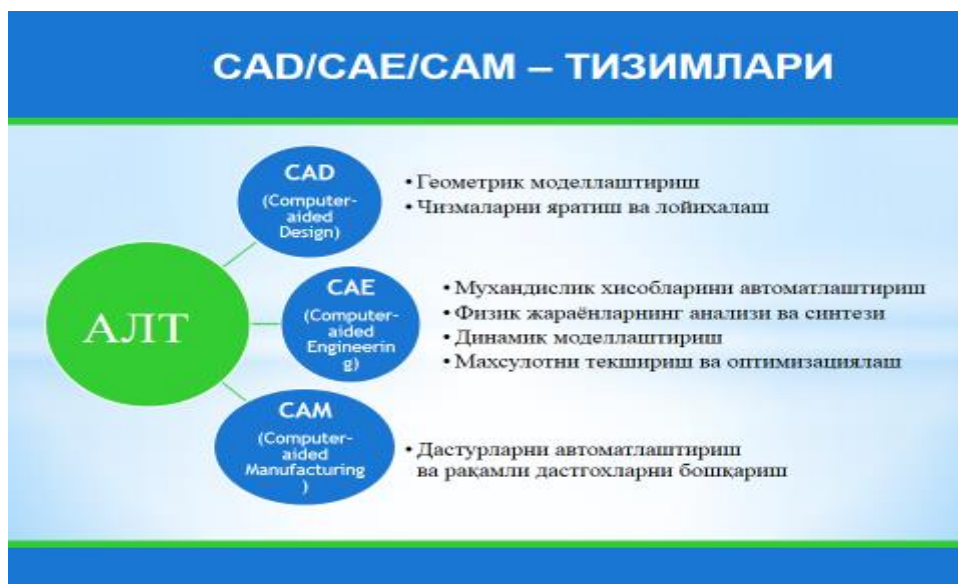 CAD/CAE/CAM – ТИЗИМЛАРИ
АЛТ
CAD
(Computer-
aided
Design)
• Геометрик моделлаштириш
• Чизмаларни яратиш ва лойихалаш
CAE
(Computer-
aided
Engineerin
g)
• Мухандислик хисобларини автоматлаштириш
• Физик жараёнларнинг анализи ва синтези
• Динамик моделлаштириш
• Махсулотни текшириш ва оптимизациялаш
CAM
(Computer-
aided
Manufacturing
)
• Дастурларни автоматлаштириш
ва рақамли дастгохларни бошқариш